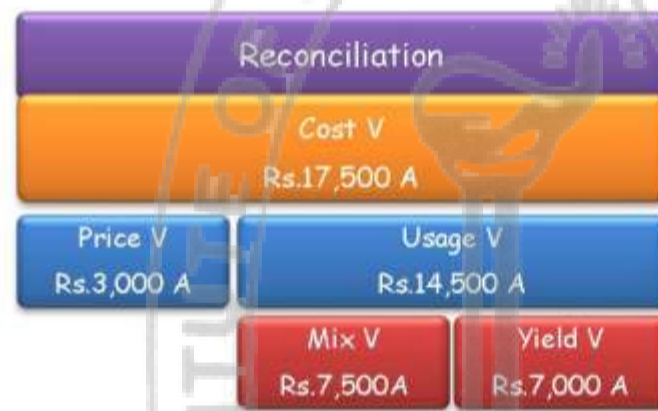 Reconciliation
Cost V
Rs.17,500 A
Price V
Rs.3,000 A
Usage V
Rs.14,500 A
Mix V
Rs.7,500A
Yield V
Rs.7,000 A